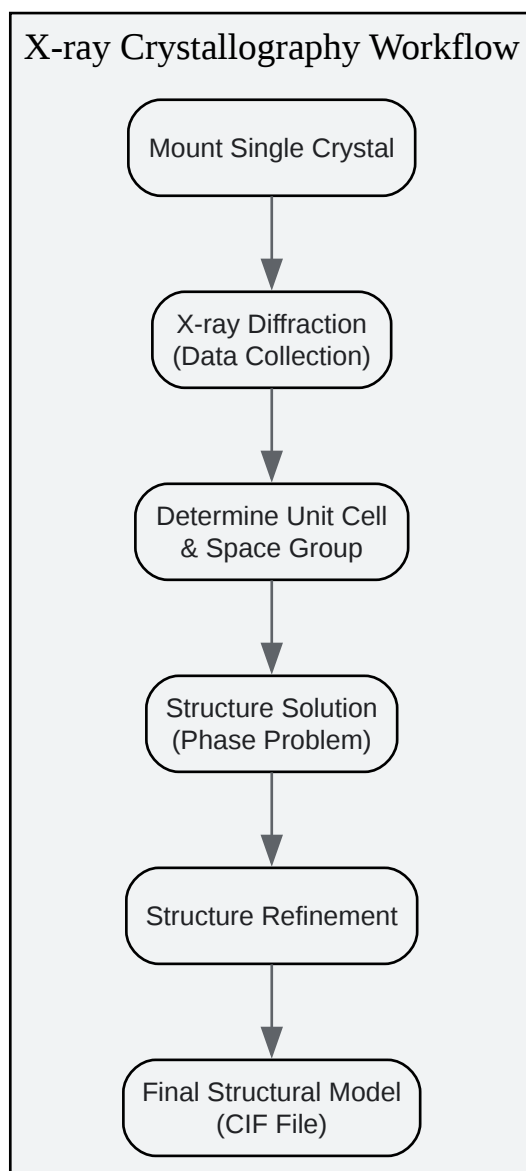 X-ray Crystallography Workflow
Mount Single Crystal
X-ray Diffraction
(Data Collection)
Determine Unit Cell
& Space Group
Structure Solution
(Phase Problem)
Structure Refinement
Final Structural Model
(CIF File)